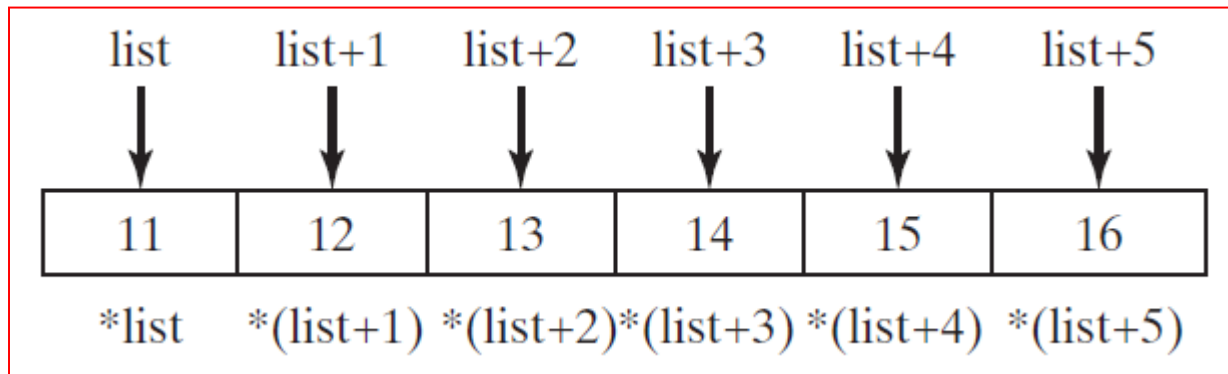 list list+1 list+2 list+3 list+4 list+5
11 12 13 14 15 16
*list *(list+1) *(list+2) *(list+3) *(list+4) *(list+5)